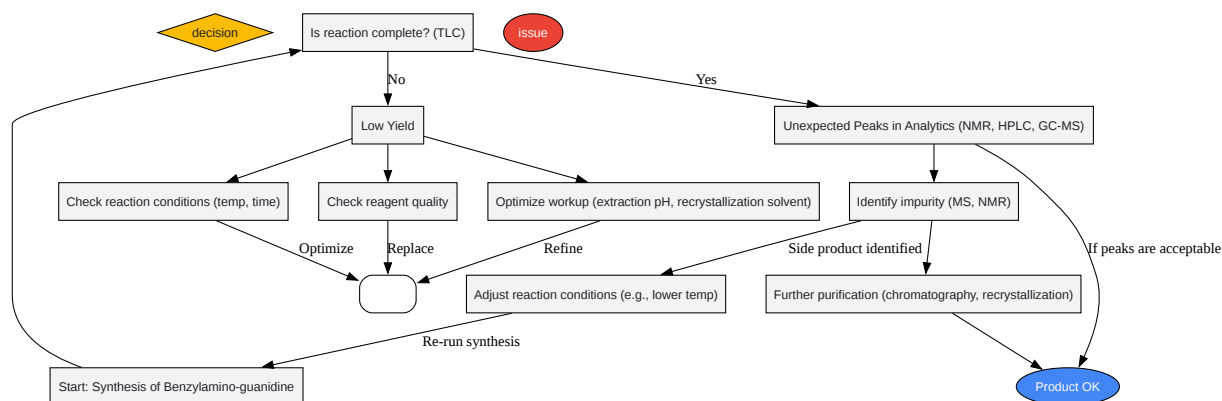 decision
Is reaction complete? (TLC)
issue
No
Yes
Low Yield
Unexpected Peaks in Analytics (NMR, HPLC, GC-MS)
Check reaction conditions (temp, time)
Check reagent quality
Optimize workup (extraction pH, recrystallization solvent)
Identify impurity (MS, NMR)
Optimize
Replace
Refine
Side product identified
If peaks are acceptable
Adjust reaction conditions (e.g., lower temp)
Further purification (chromatography, recrystallization)
Re-run synthesis
Start: Synthesis of Benzylamino-guanidine
Product OK